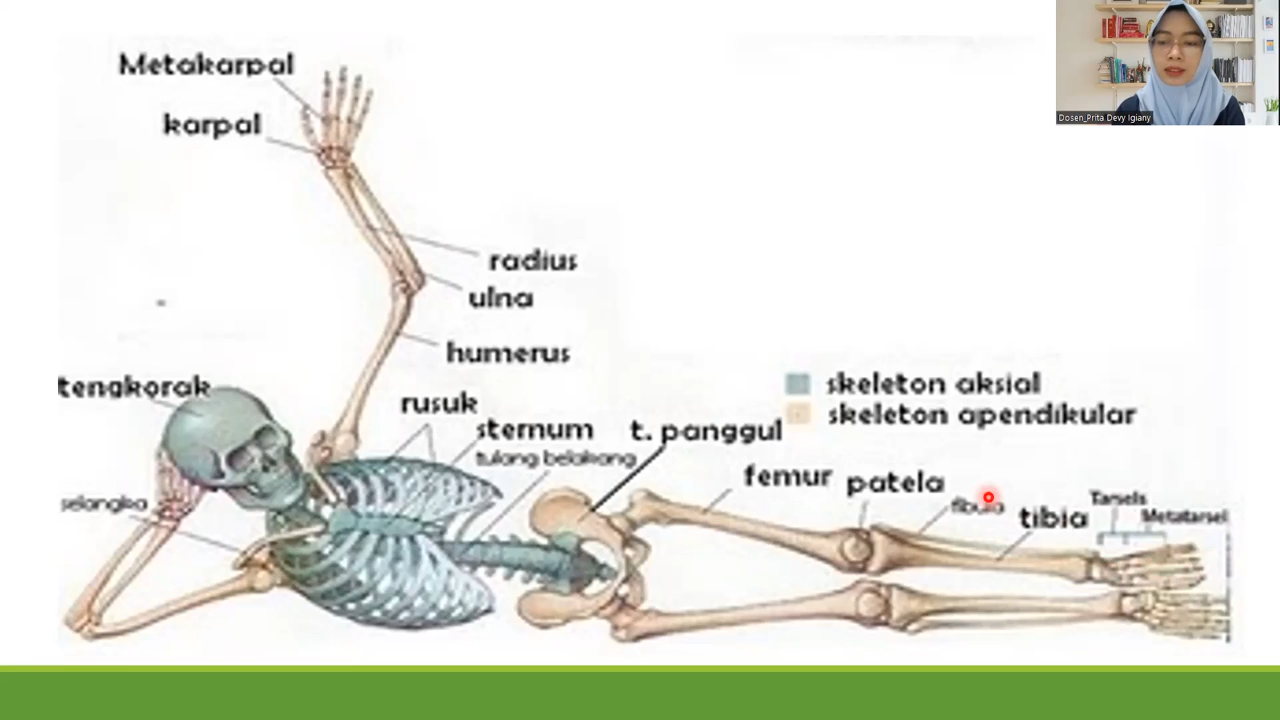 Dosen_Prita Devy Igiany
Metakarpal
karpal
radius
ulna
humerus
tengkorak
rusuk
sternum
tulang belakang
t. panggul
skeleton aksial
skeleton apendikular
selangka
femur
patela
fibula
tibia
Tarsels
Metatarsel